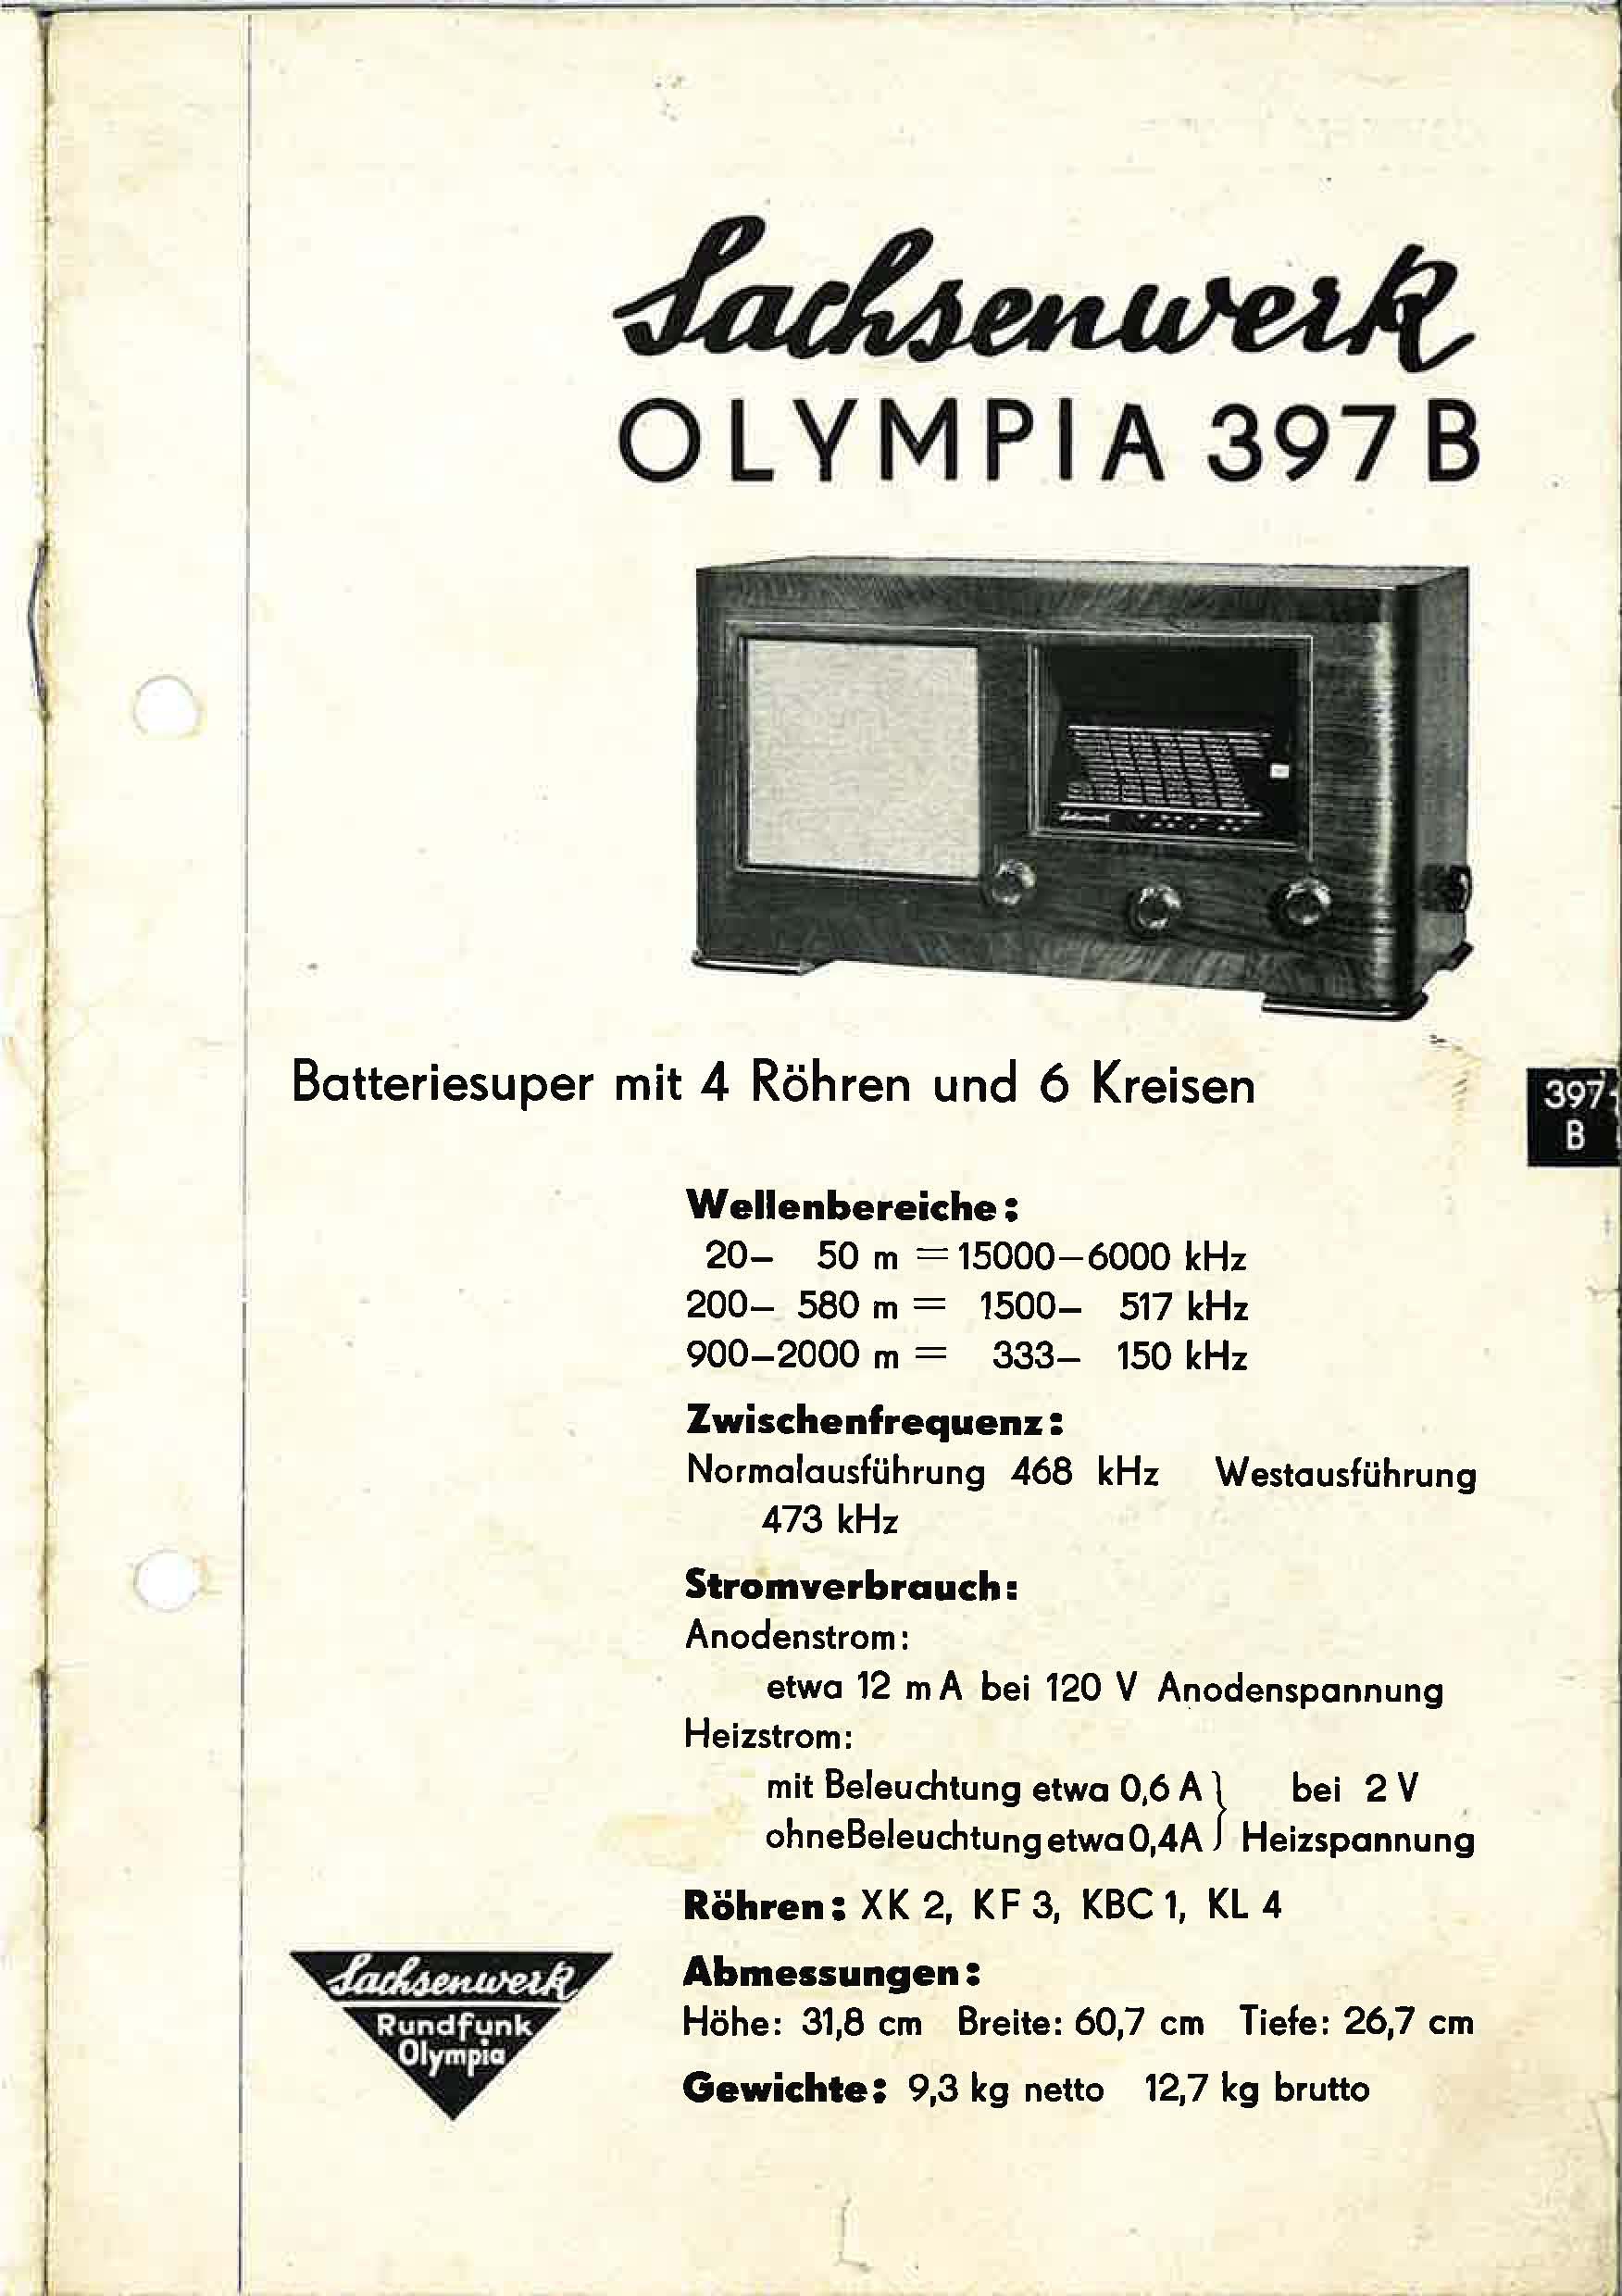 Sachsenwerk
OLYMPIA 397 B
Sachsenwerk
Batteriesuper mit 4 Röhren und 6 Kreisen
397
B
Wellenbereiche:
20– 50 m = 15000–6000 kHz
200– 580 m = 1500– 517 kHz
900–2000 m = 333– 150 kHz
Zwischenfrequenz:
Normalausführung 468 kHz Westausführung
473 kHz
Stromverbrauch:
Anodenstrom:
etwa 12 mA bei 120 V Anodenspannung
Heizstrom:
mit Beleuchtung etwa 0,6 A } bei 2 V
ohne Beleuchtung etwa 0,4 A } Heizspannung
Röhren: XK 2, KF 3, KBC 1, KL 4
Abmessungen:
Höhe: 31,8 cm Breite: 60,7 cm Tiefe: 26,7 cm
Gewichte: 9,3 kg netto 12,7 kg brutto
Sachsenwerk
Rundfunk
Olympia